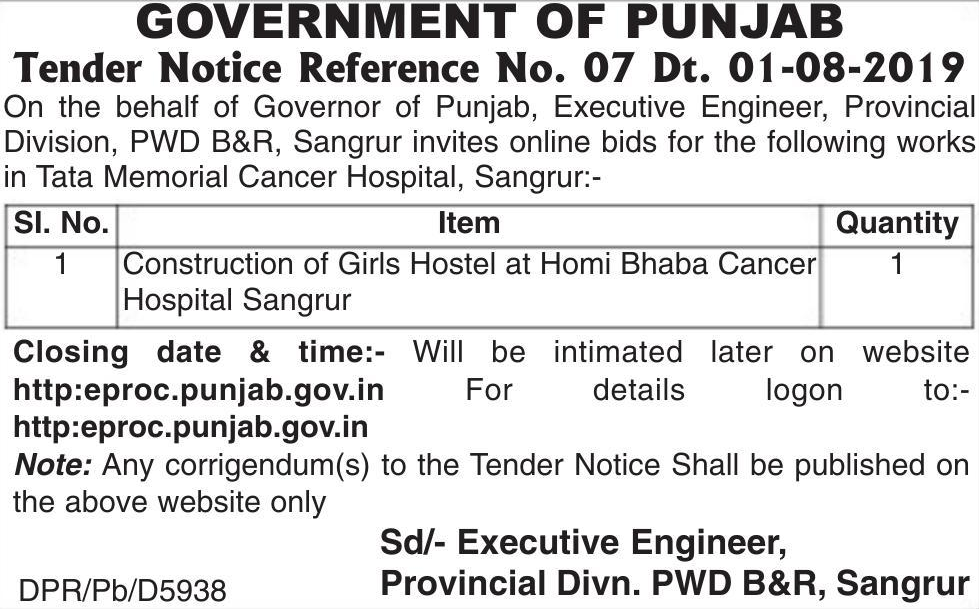 GOVERNMENT OF PUNJAB
Tender Notice Reference No. 07 Dt. 01-08-2019
On the behalf of Governor of Punjab, Executive Engineer, Provincial
Division, PWD B&R, Sangrur invites online bids for the following works
in Tata Memorial Cancer Hospital, Sangrur:-
Sl. No. Item Quantity
1 Construction of Girls Hostel at Homi Bhaba Cancer 1
Hospital Sangrur
Closing date & time:- Will be intimated later on website
http:eproc.punjab.gov.in For details logon to:-
http:eproc.punjab.gov.in
Note: Any corrigendum(s) to the Tender Notice Shall be published on
the above website only
Sd/- Executive Engineer,
DPR/Pb/D5938 Provincial Divn. PWD B&R, Sangrur